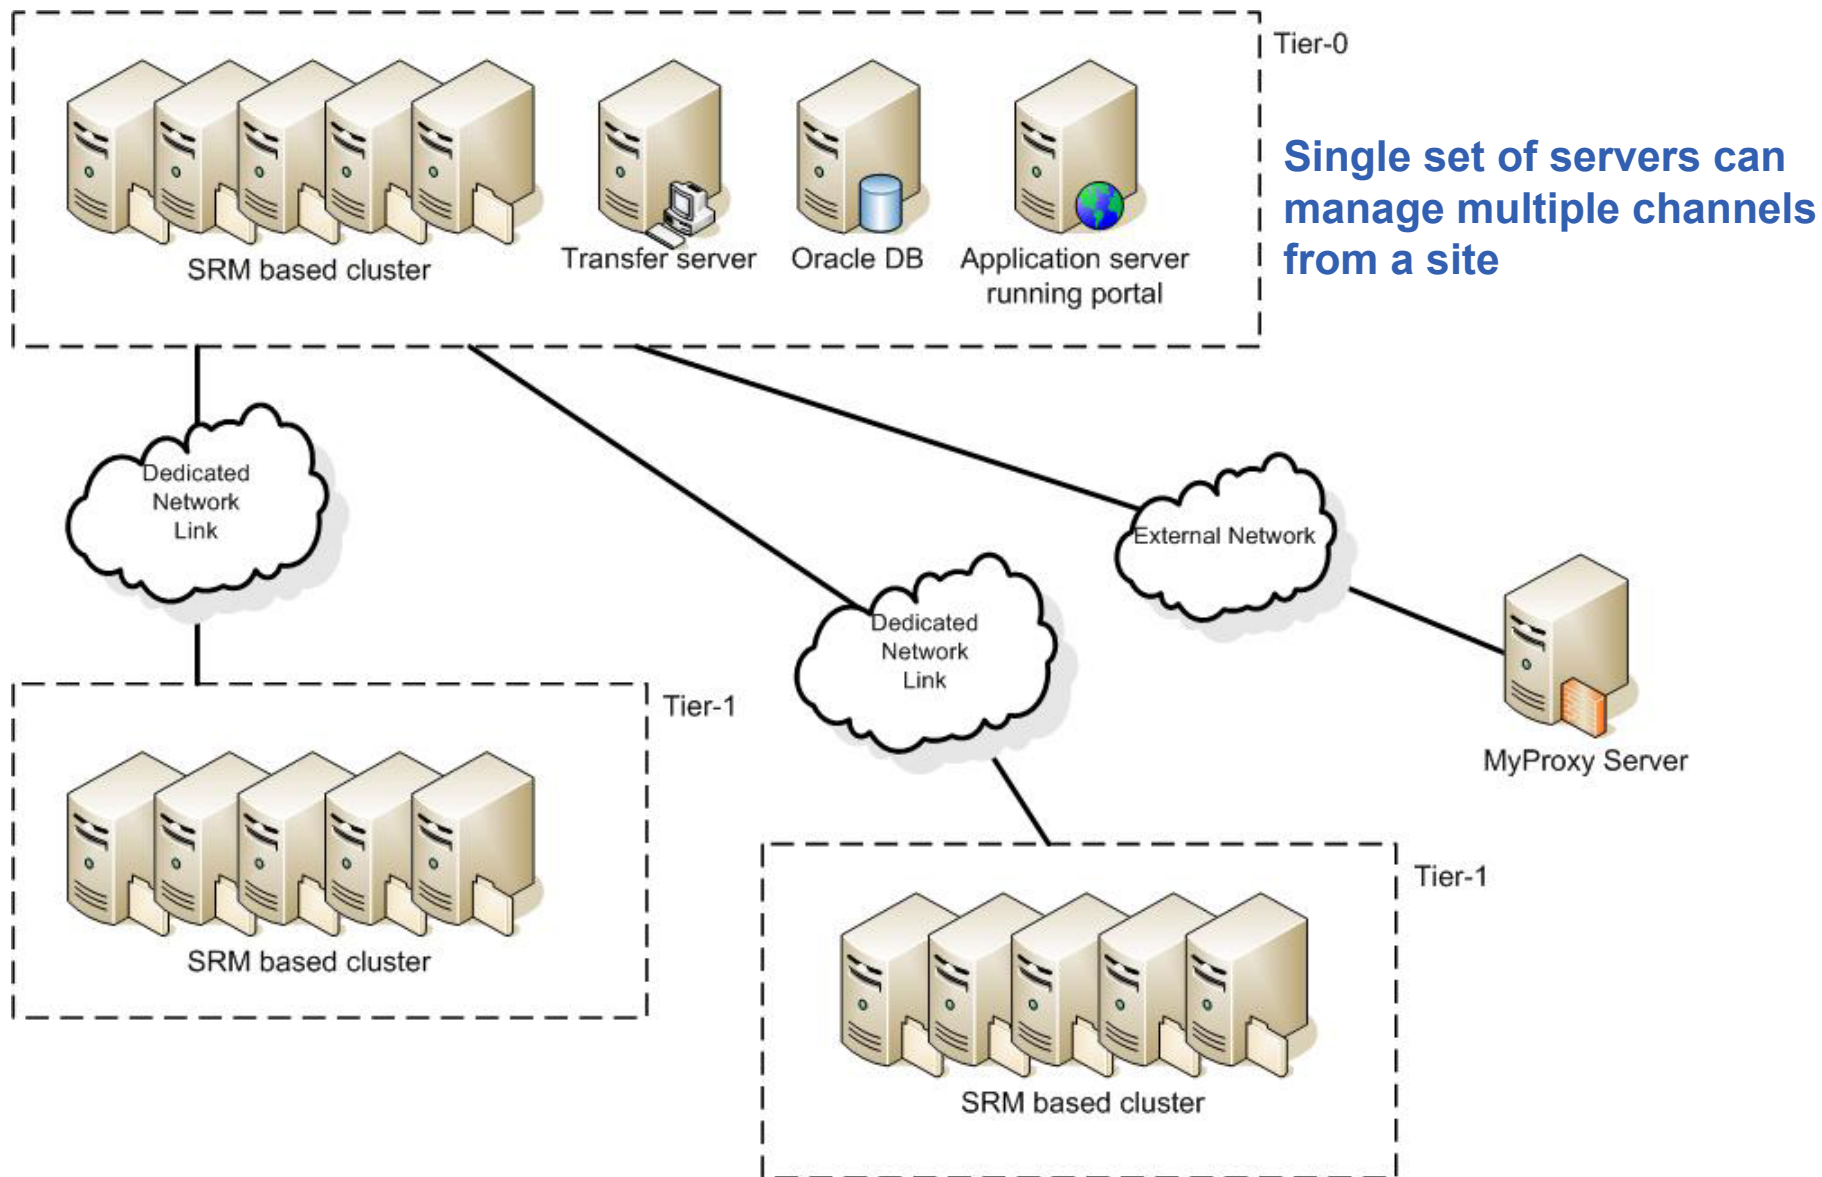 Tier-0
Single set of servers can
manage multiple channels
from a site
SRM based cluster
Transfer server
Oracle DB
Application server
running portal
Dedicated
Network
Link
External Network
Dedicated
Network
Link
Tier-1
MyProxy Server
Tier-1
SRM based cluster
SRM based cluster